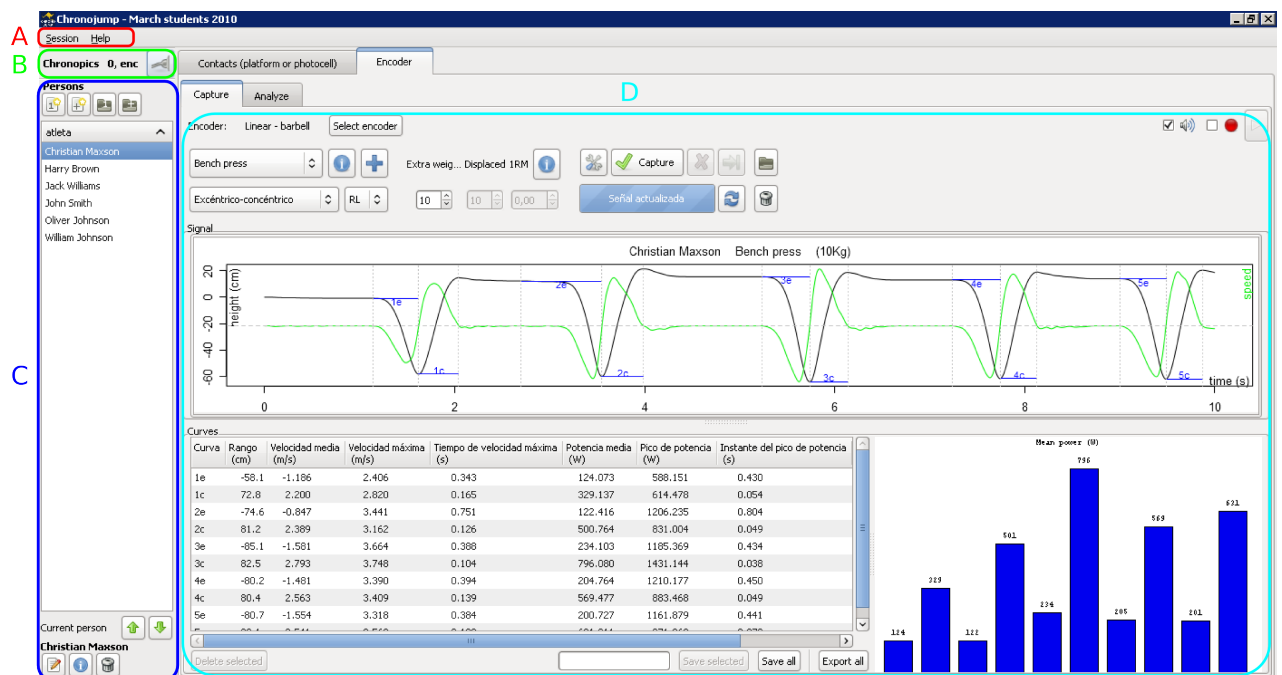 Chronojump - March students 2010
A
Session Help
B
Chronopics 0, enc
Contacts (platform or photocell) Encoder
C
Persons
atleta
Christian Maxson
Harry Brown
Jack Williams
John Smith
Oliver Johnson
William Johnson
Current person
Christian Maxson
Capture Analyze
D
Encoder: Linear - barbell Select encoder
Bench press Extra weig... Displaced 1RM Capture
Excéntrico-concéntrico RL 10 10 0,00 Señal actualizada
Signal
Christian Maxson Bench press (10Kg)
height (cm)
20
0
-20
-40
-60
1e 2e 3e 4e 5e
1c 2c 3c 4c 5c
speed
time (s)
0 2 4 6 8 10
Curves
Curva Rango Velocidad media Velocidad máxima Tiempo de velocidad máxima Potencia media Pico de potencia Instante del pico de potencia
(cm) (m/s) (m/s) (s) (W) (W) (s)
1e -58.1 -1.186 2.406 0.343 124.073 588.151 0.430
1c 72.8 2.200 2.820 0.165 329.137 614.478 0.054
2e -74.6 -0.847 3.441 0.751 122.416 1206.235 0.804
2c 81.2 2.389 3.162 0.126 500.764 831.004 0.049
3e -85.1 -1.581 3.664 0.388 234.103 1185.369 0.434
3c 82.5 2.793 3.748 0.104 796.080 1431.144 0.038
4e -80.2 -1.481 3.390 0.394 204.764 1210.177 0.450
4c 80.4 2.563 3.409 0.139 569.477 883.468 0.049
5e -80.7 -1.554 3.318 0.384 200.727 1161.879 0.441
Delete selected Save selected Save all Export all
Mean power (W)
124 329 122 501 234 796 205 569 201 631